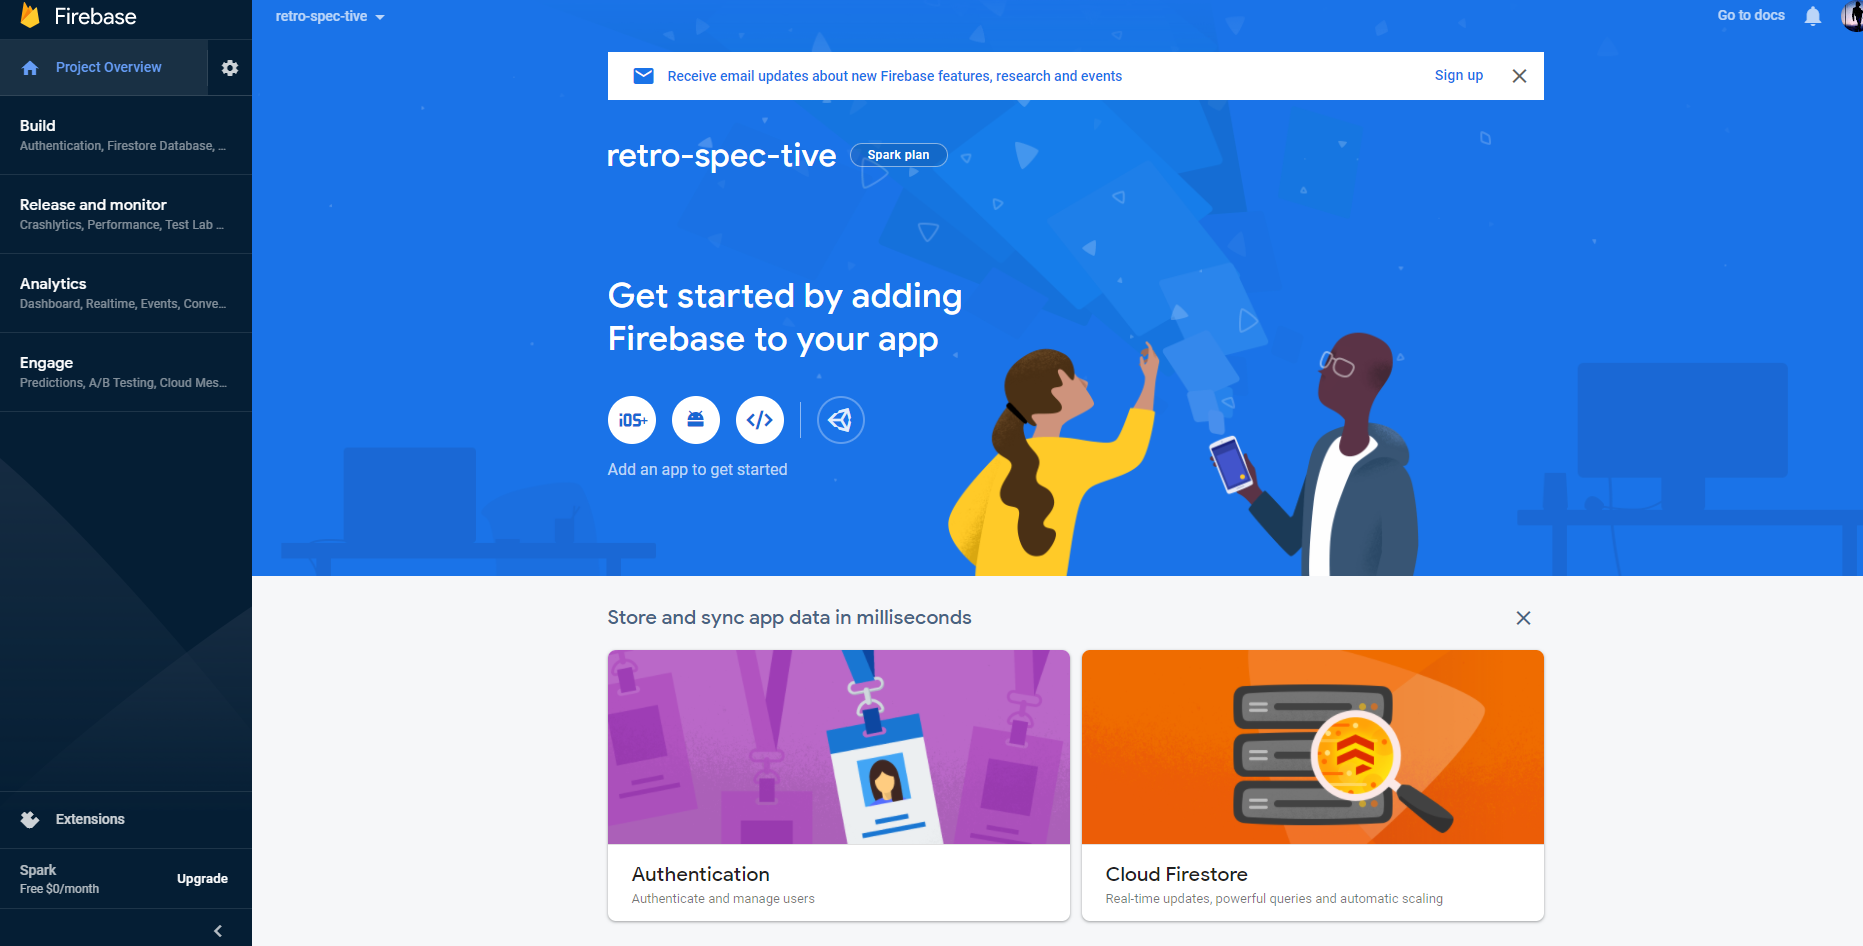 Firebase
Project Overview
Build
Authentication, Firestore Database, ...
Release and monitor
Crashlytics, Performance, Test Lab ...
Analytics
Dashboard, Realtime, Events, Conve...
Engage
Predictions, A/B Testing, Cloud Mes...
Extensions
Spark
Free $0/month
Upgrade
retro-spec-tive
Go to docs
Receive email updates about new Firebase features, research and events
Sign up
retro-spec-tive
Spark plan
Get started by adding
Firebase to your app
iOS+
Add an app to get started
Store and sync app data in milliseconds
Authentication
Authenticate and manage users
Cloud Firestore
Real-time updates, powerful queries and automatic scaling